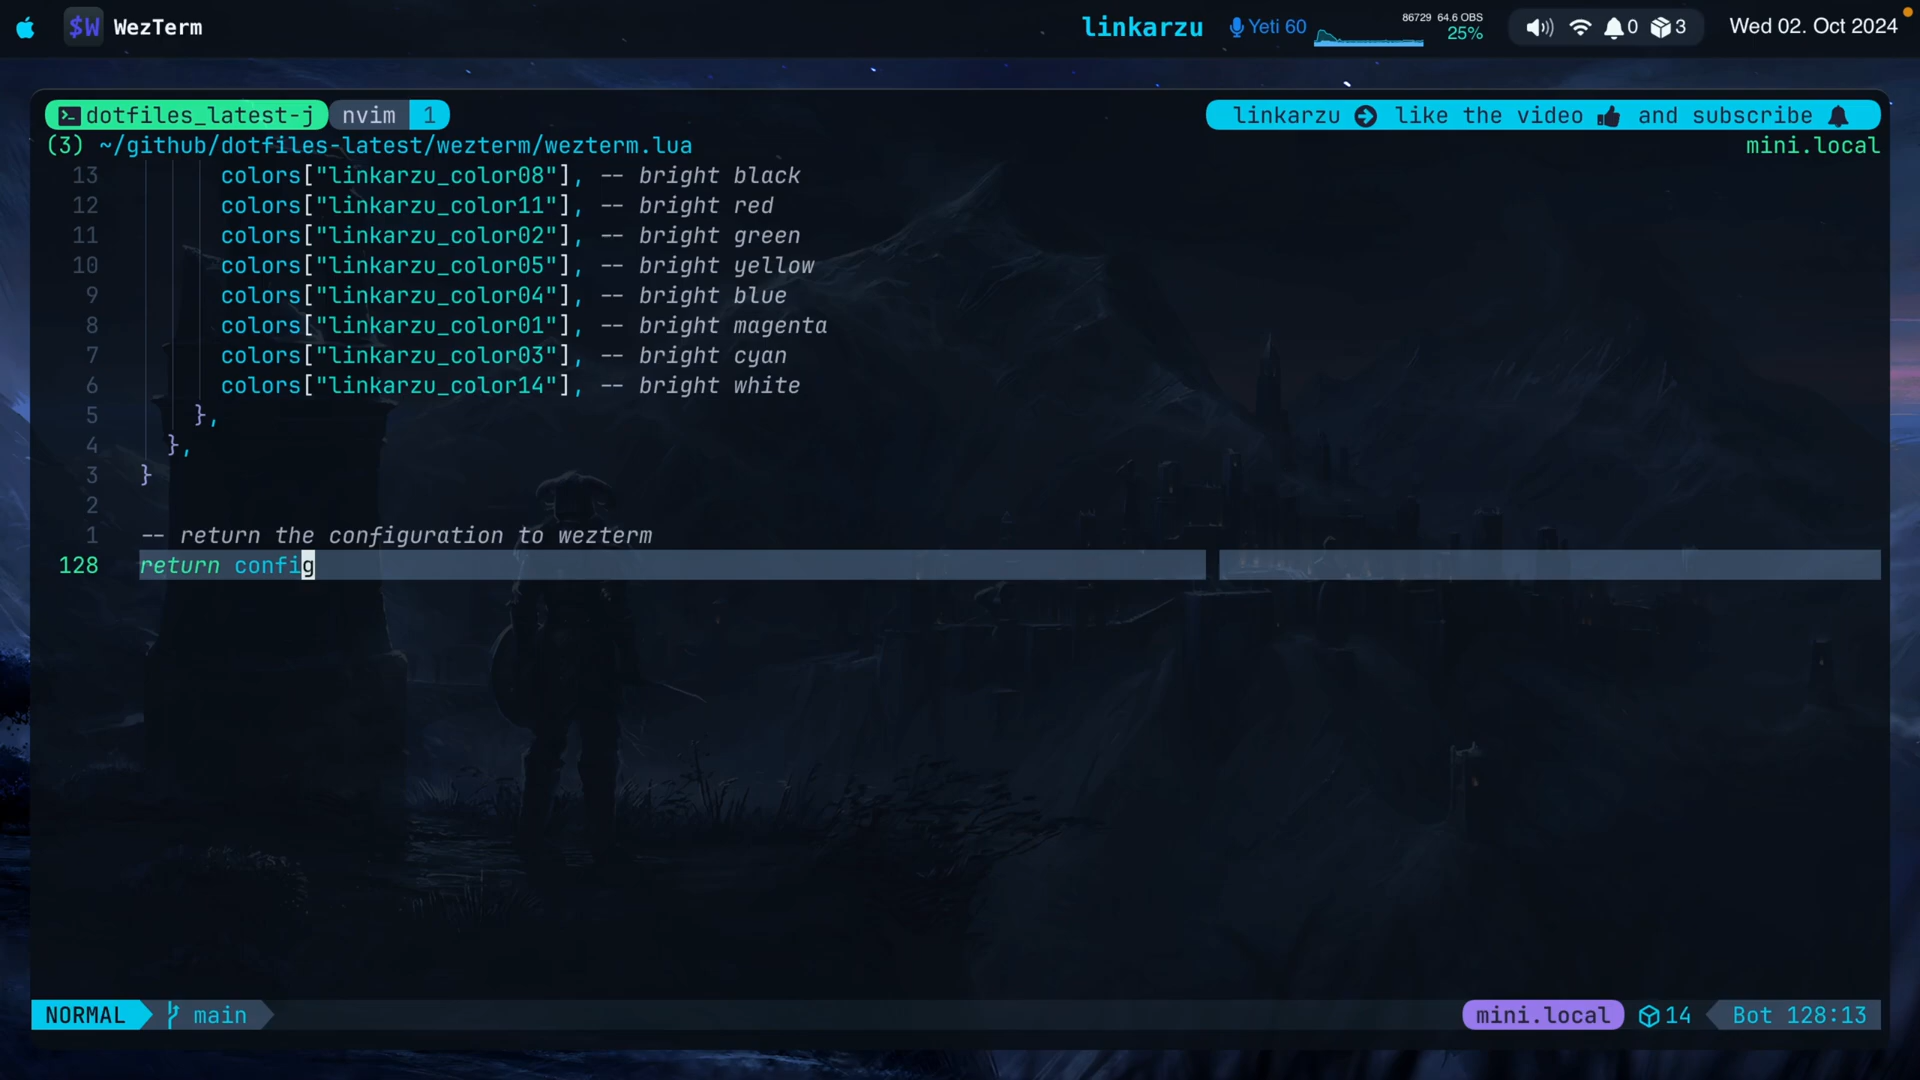 $W WezTerm linkarzu Yeti 60 86729 64.6 OBS 25% 0 3 Wed 02. Oct 2024
dotfiles_latest-j nvim 1 linkarzu like the video and subscribe
(3) ~/github/dotfiles-latest/wezterm/wezterm.lua mini.local
13 colors["linkarzu_color08"], -- bright black
12 colors["linkarzu_color11"], -- bright red
11 colors["linkarzu_color02"], -- bright green
10 colors["linkarzu_color05"], -- bright yellow
9 colors["linkarzu_color04"], -- bright blue
8 colors["linkarzu_color01"], -- bright magenta
7 colors["linkarzu_color03"], -- bright cyan
6 colors["linkarzu_color14"], -- bright white
5 },
4 },
3 }
2
1 -- return the configuration to wezterm
128 return config
NORMAL main mini.local 14 Bot 128:13